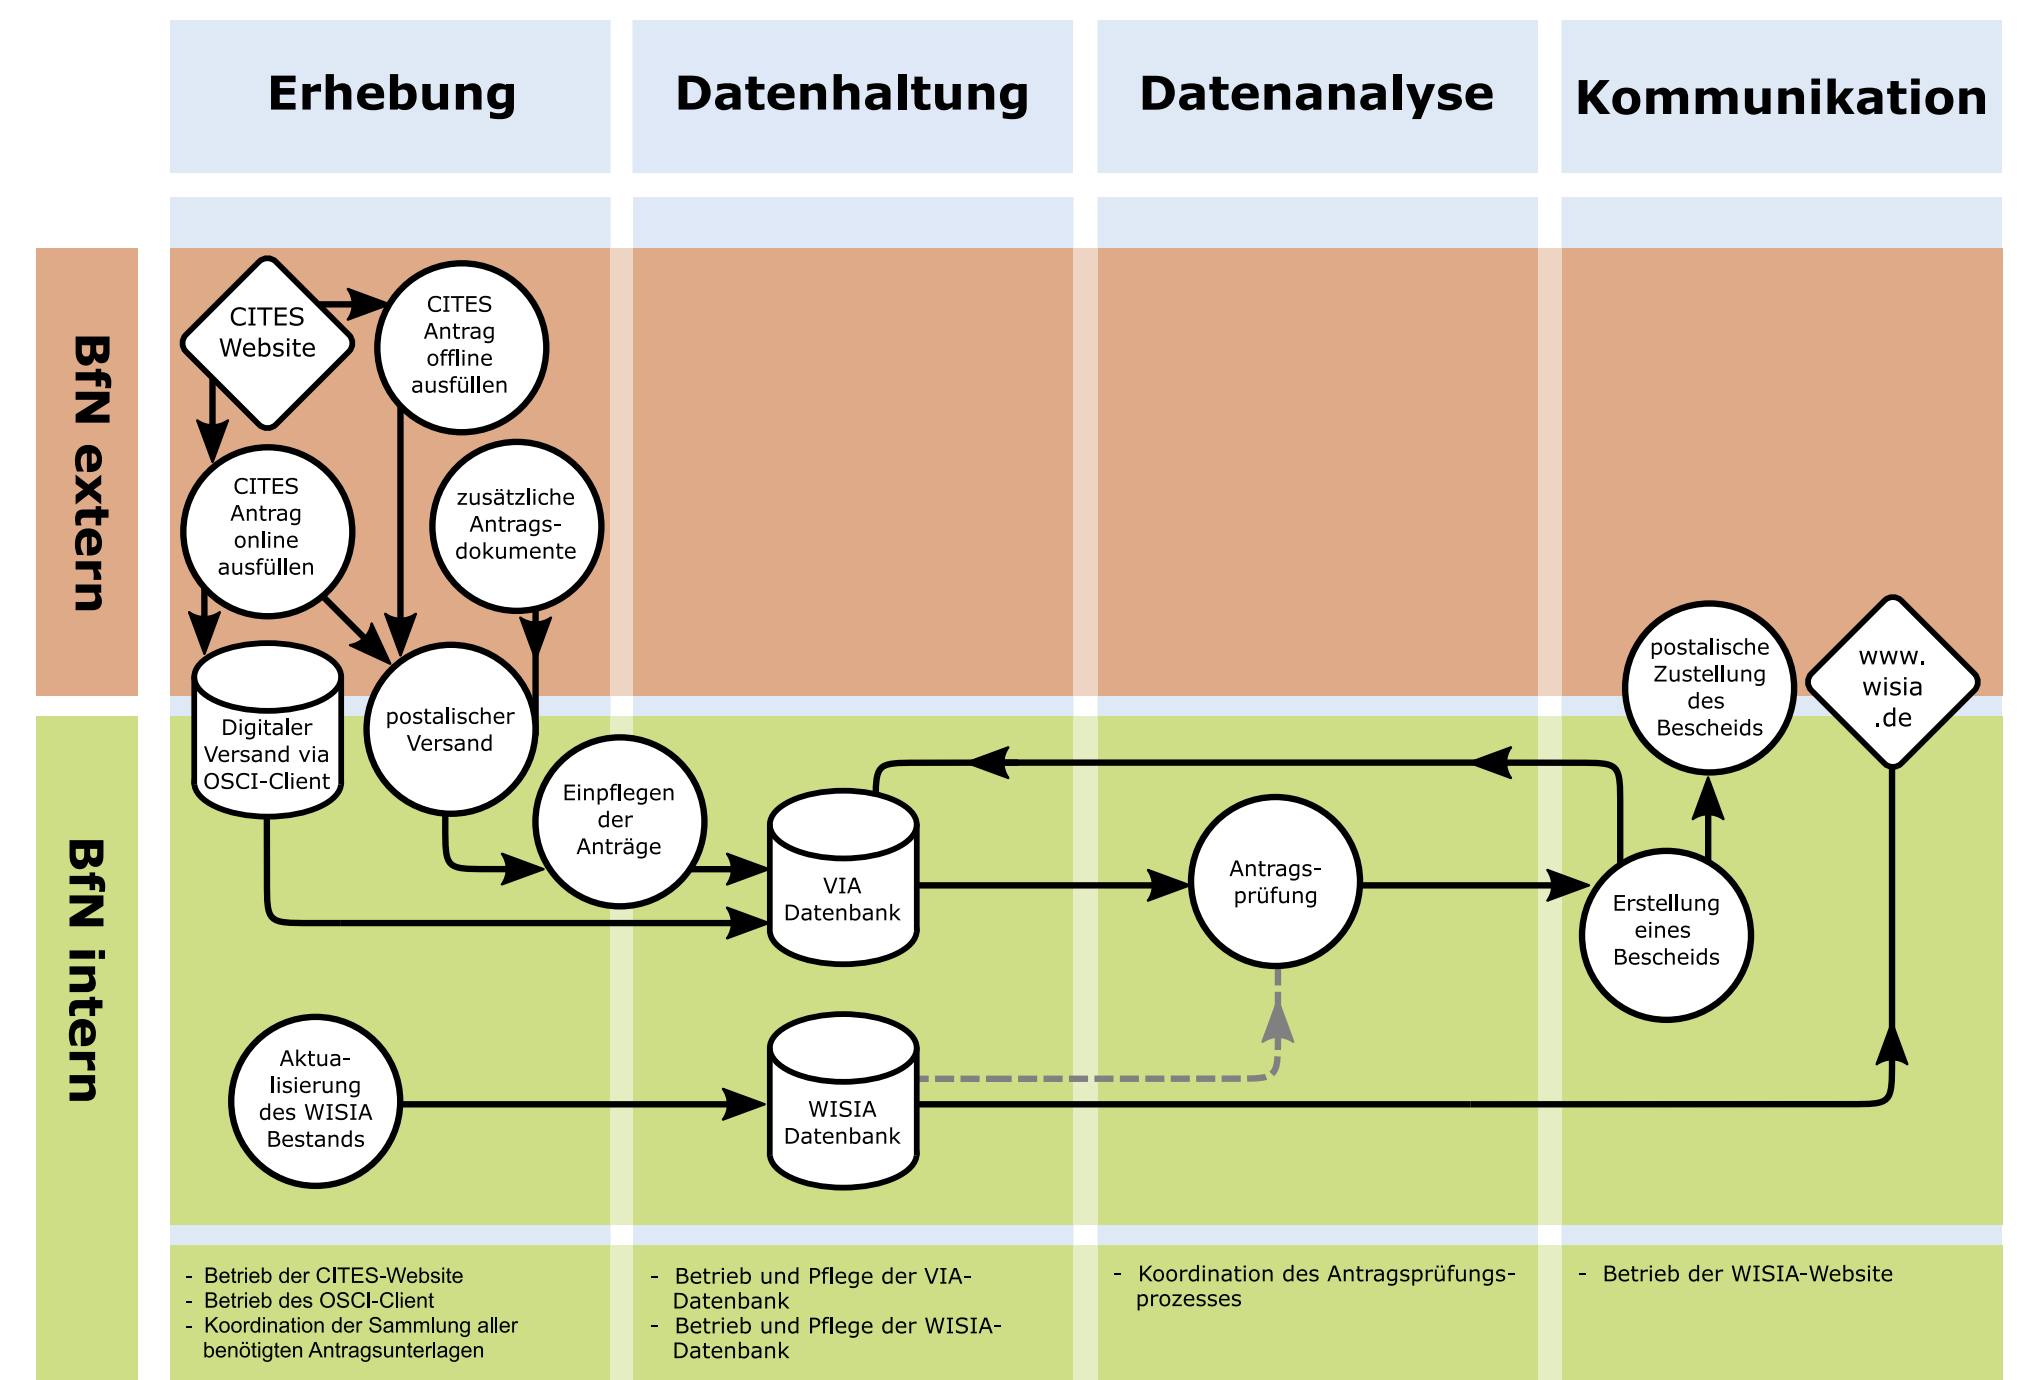 Erhebung
Datenhaltung
Datenanalyse
Kommunikation
BfN extern
CITES
Website
CITES
Antrag
offline
ausfüllen
CITES
Antrag
online
ausfüllen
zusätzliche
Antrags-
dokumente
Digitaler
Versand via
OSCI-Client
postalischer
Versand
postalische
Zustellung
des
Bescheids
www.
wisia
.de
BfN intern
Einpflegen
der
Anträge
VIA
Datenbank
Antrags-
prüfung
Erstellung
eines
Bescheids
Aktua-
lisierung
des WISIA
Bestands
WISIA
Datenbank
- Betrieb der CITES-Website
- Betrieb des OSCI-Client
- Koordination der Sammlung aller
benötigten Antragsunterlagen
- Betrieb und Pflege der VIA-
Datenbank
- Betrieb und Pflege der WISIA-
Datenbank
- Koordination des Antragsprüfungs-
prozesses
- Betrieb der WISIA-Website